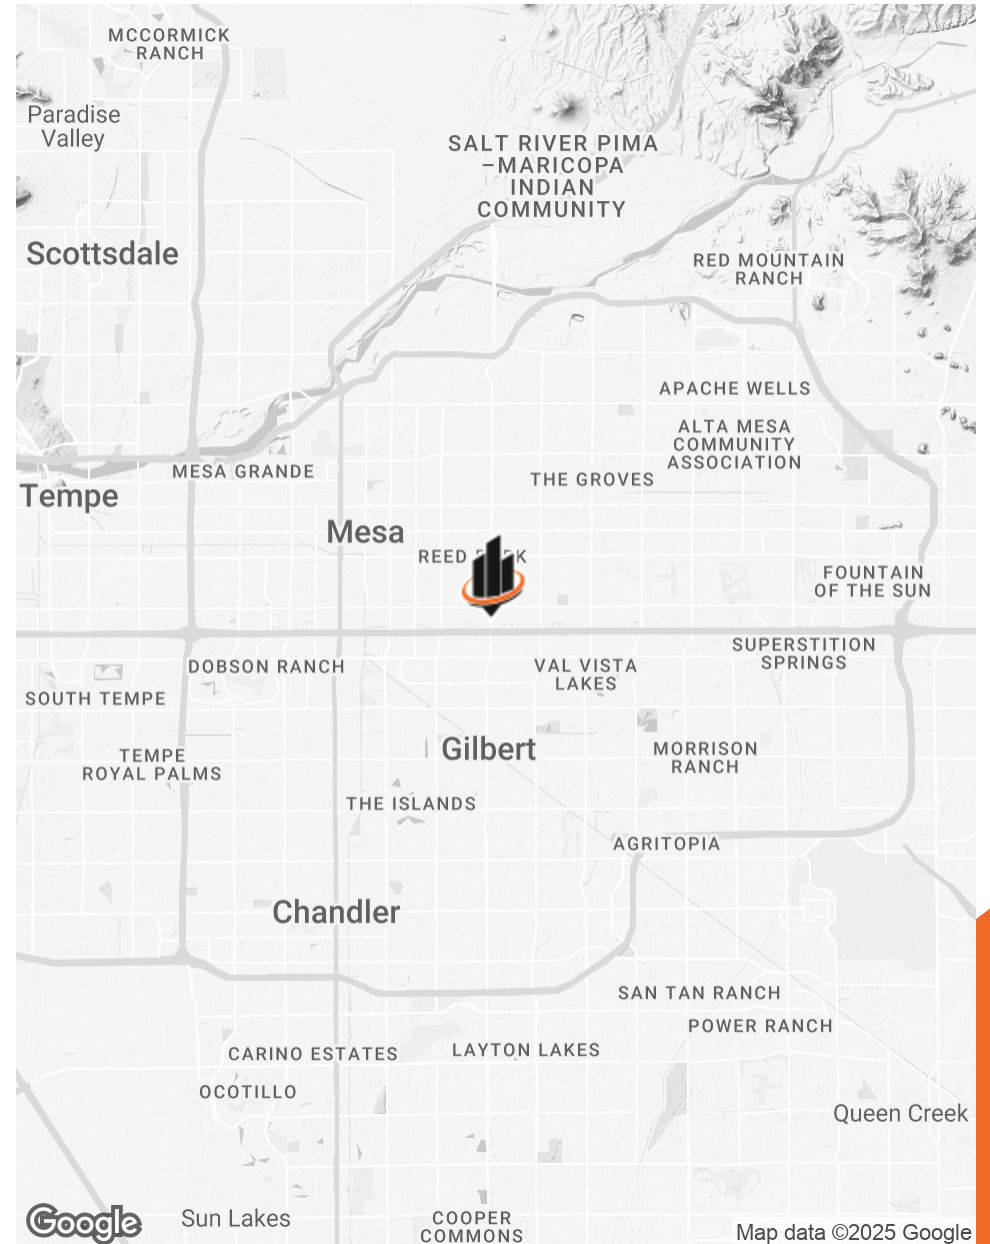 MCCORMICK
RANCH
Paradise
Valley
SALT RIVER PIMA
–MARICOPA
INDIAN
COMMUNITY
Scottsdale
RED MOUNTAIN
RANCH
APACHE WELLS
ALTA MESA
COMMUNITY
ASSOCIATION
MESA GRANDE
THE GROVES
Tempe
Mesa
REED
FOUNTAIN
OF THE SUN
SUPERSTITION
SPRINGS
DOBSON RANCH
VAL VISTA
LAKES
SOUTH TEMPE
Gilbert
TEMPE
ROYAL PALMS
MORRISON
RANCH
THE ISLANDS
AGRITOPIA
Chandler
SAN TAN RANCH
POWER RANCH
CARINO ESTATES
LAYTON LAKES
OCOTILLO
Queen Creek
Google
Sun Lakes
COOPER
COMMONS
Map data ©2025 Google